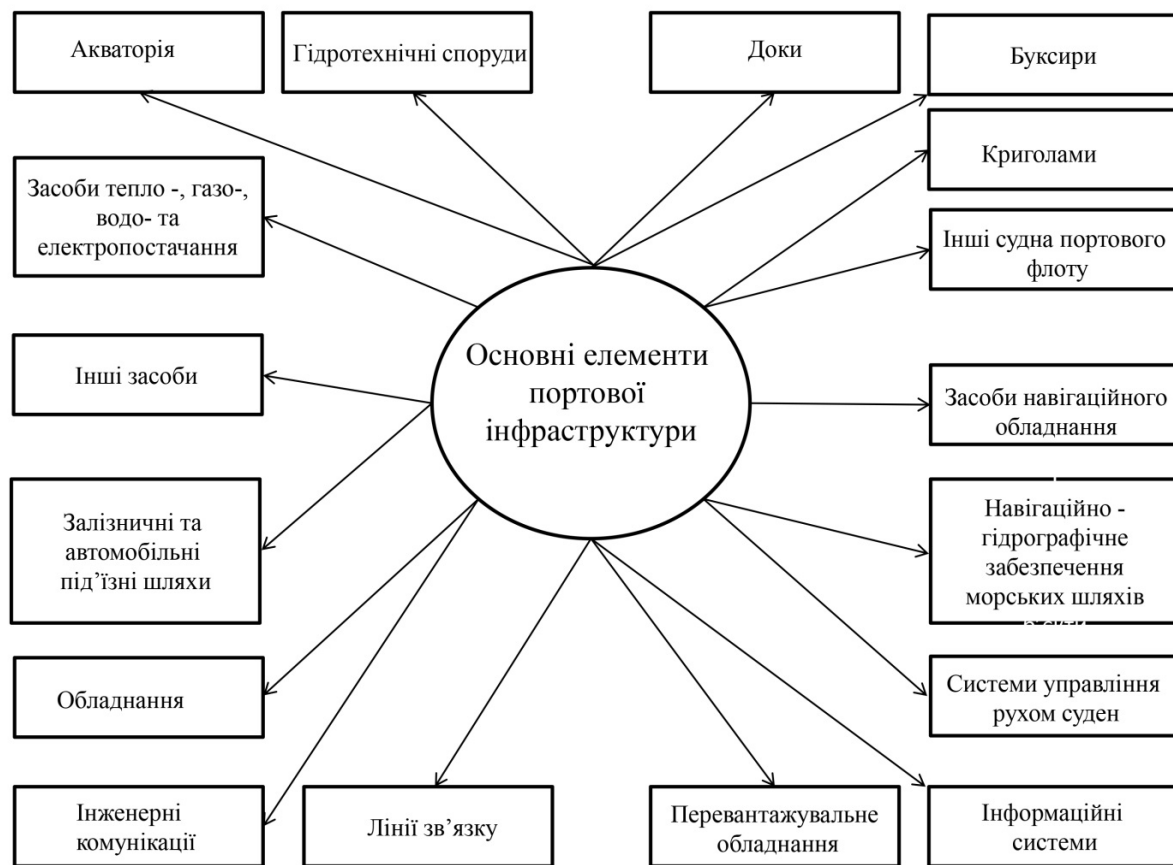 Акваторія
Гідротехнічні споруди
Доки
Буксири
Криголами
Засоби тепло -, газо-,
водо- та
електропостачання
Інші судна портового
флоту
Основні елементи
портової
інфраструктури
Інші засоби
Засоби навігаційного
обладнання
Залізничні та
автомобільні
під’їзні шляхи
Навігаційно -
гідрографічне
забезпечення
морських шляхів
Обладнання
Системи управління
рухом суден
Інженерні
комунікації
Лінії зв’язку
Перевантажувальне
обладнання
Інформаційні
системи